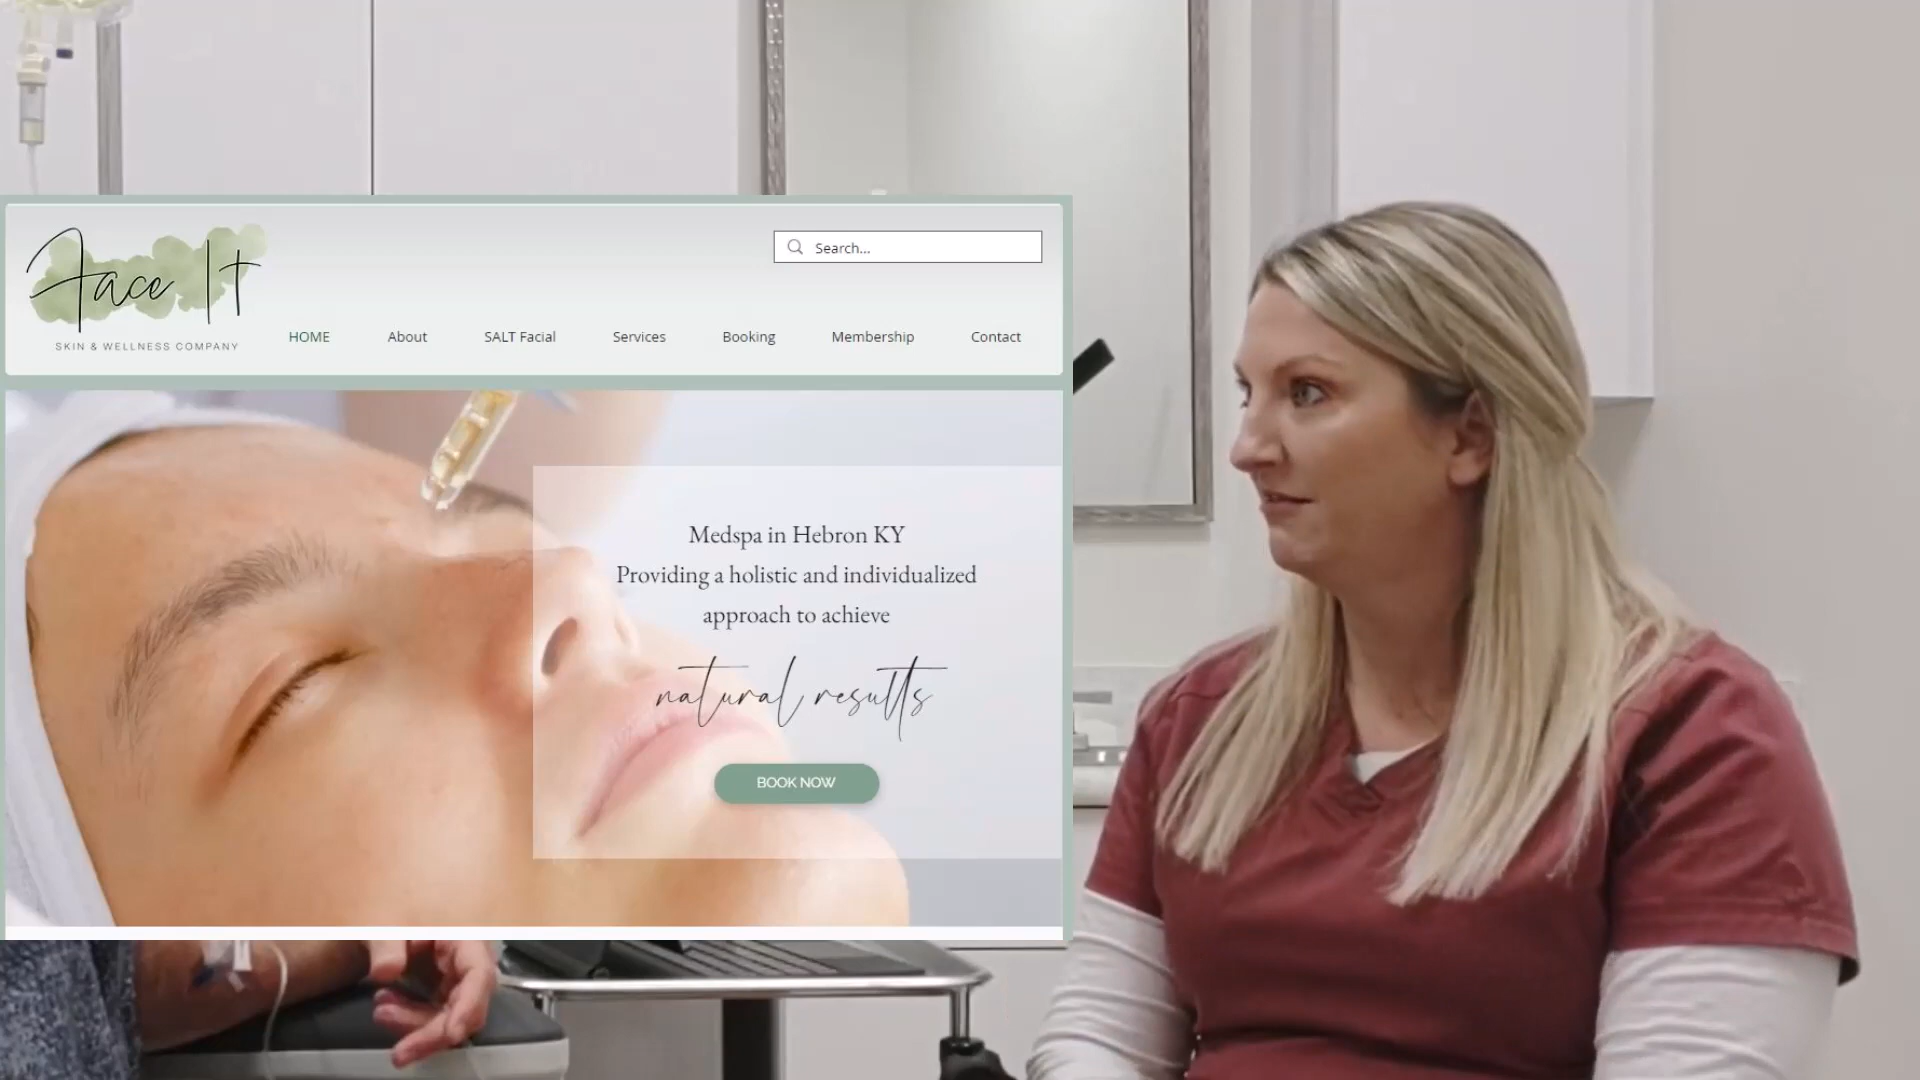 Face It
SKIN & WELLNESS COMPANY
Search...
HOME About SALT Facial Services Booking Membership Contact
Medspa in Hebron KY
Providing a holistic and individualized
approach to achieve
natural results
BOOK NOW